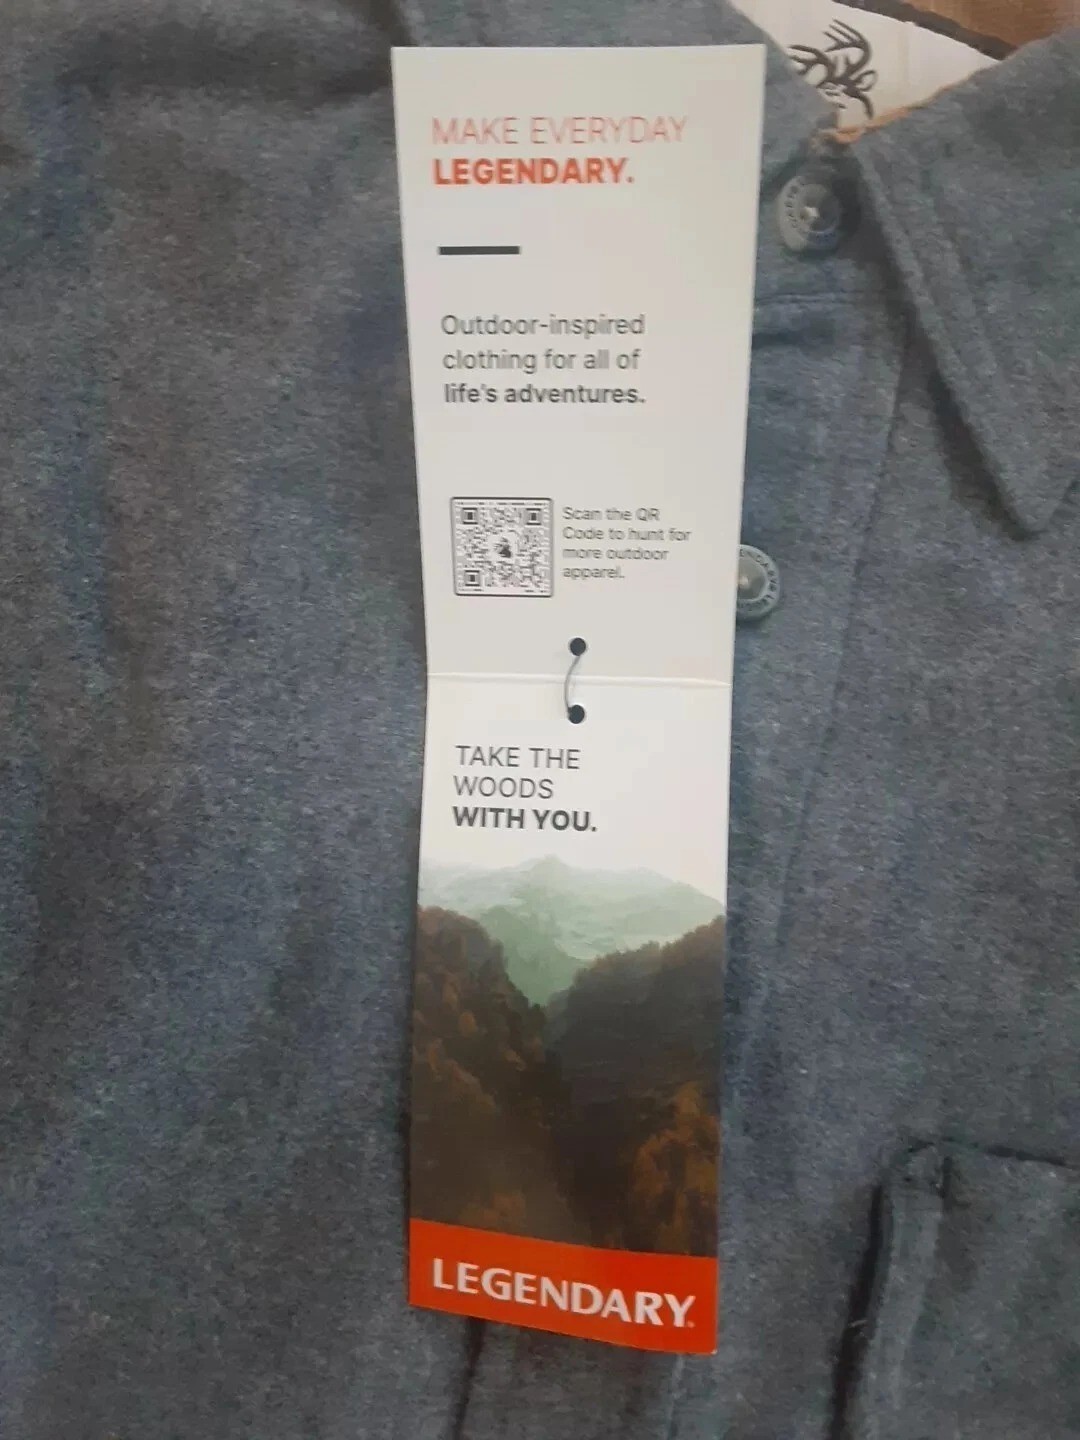 MAKE EVERYDAY
LEGENDARY.
Outdoor-inspired
clothing for all of
life's adventures.
Scan the QR
Code to hunt for
more outdoor
apparel.
TAKE THE
WOODS
WITH YOU.
LEGENDARY®